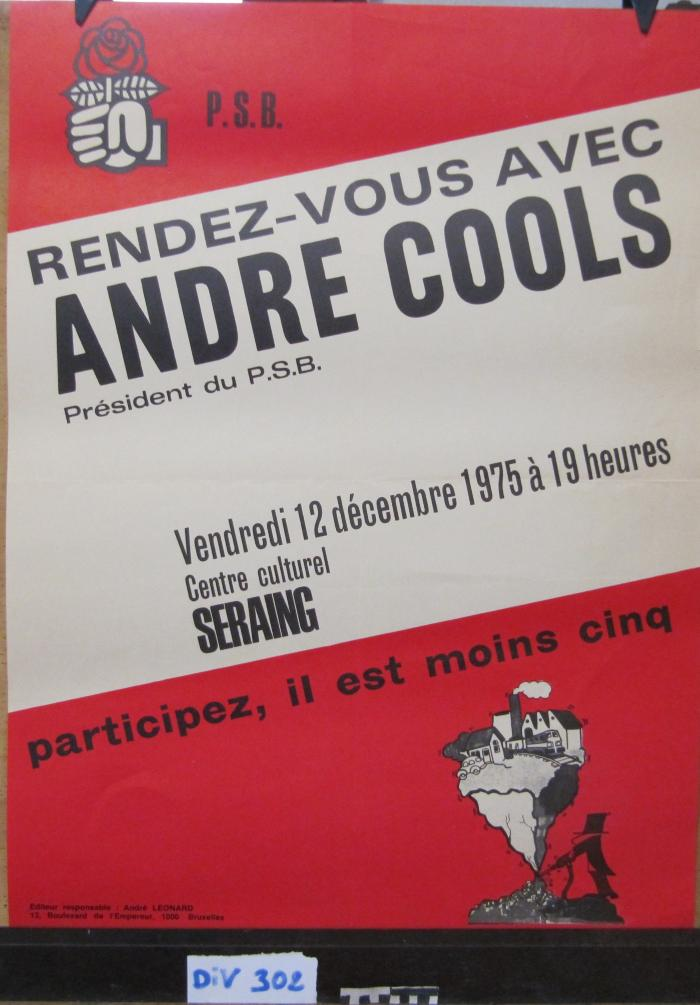 P.S.B.
RENDEZ-VOUS AVEC
ANDRE COOLS
Président du P.S.B.
Vendredi 12 décembre 1975 à 19 heures
Centre culturel
SERAING
participez, il est moins cinq
Editeur responsable : André LEONARD
13, Boulevard de l'Empereur, 1000 Bruxelles
DiV 302